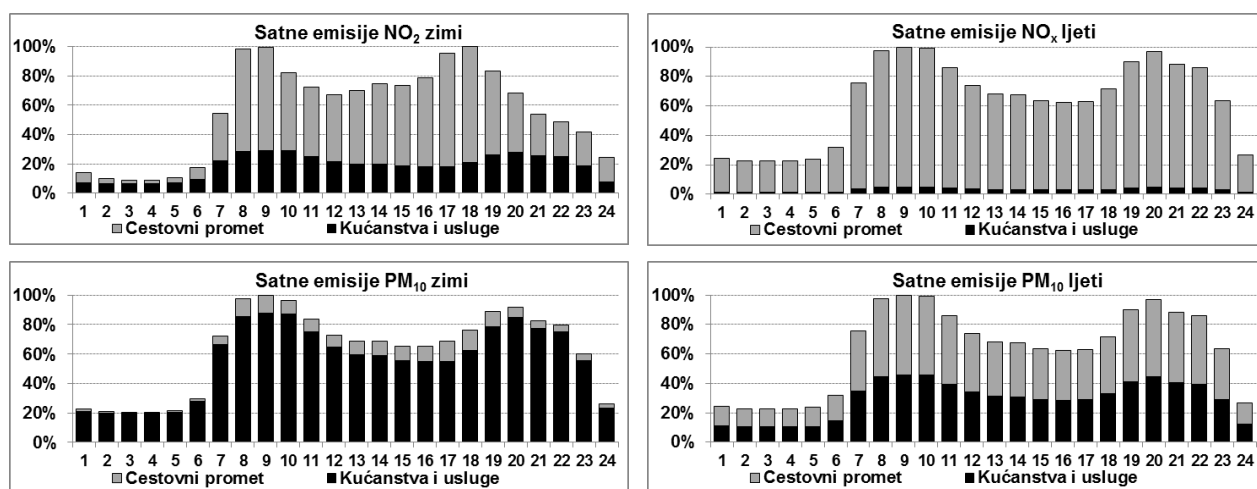 Satne emisije NO₂ zimi
100%
80%
60%
40%
20%
0%
1 2 3 4 5 6 7 8 9 10 11 12 13 14 15 16 17 18 19 20 21 22 23 24
Cestovni promet Kućanstva i usluge
Satne emisije NOₓ ljeti
100%
80%
60%
40%
20%
0%
1 2 3 4 5 6 7 8 9 10 11 12 13 14 15 16 17 18 19 20 21 22 23 24
Cestovni promet Kućanstva i usluge
Satne emisije PM₁₀ zimi
100%
80%
60%
40%
20%
0%
1 2 3 4 5 6 7 8 9 10 11 12 13 14 15 16 17 18 19 20 21 22 23 24
Cestovni promet Kućanstva i usluge
Satne emisije PM₁₀ ljeti
100%
80%
60%
40%
20%
0%
1 2 3 4 5 6 7 8 9 10 11 12 13 14 15 16 17 18 19 20 21 22 23 24
Cestovni promet Kućanstva i usluge